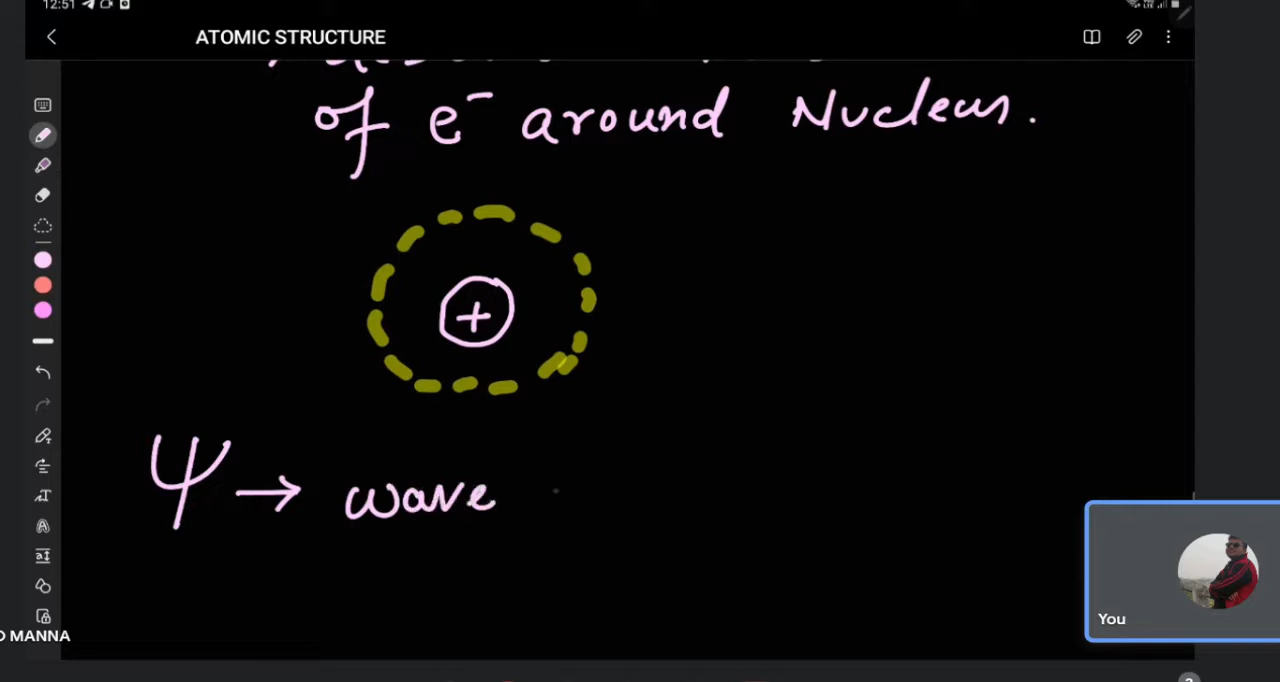 12:51
ATOMIC STRUCTURE
of e⁻ around Nucleus.
+
Ψ → wave
You
MANNA